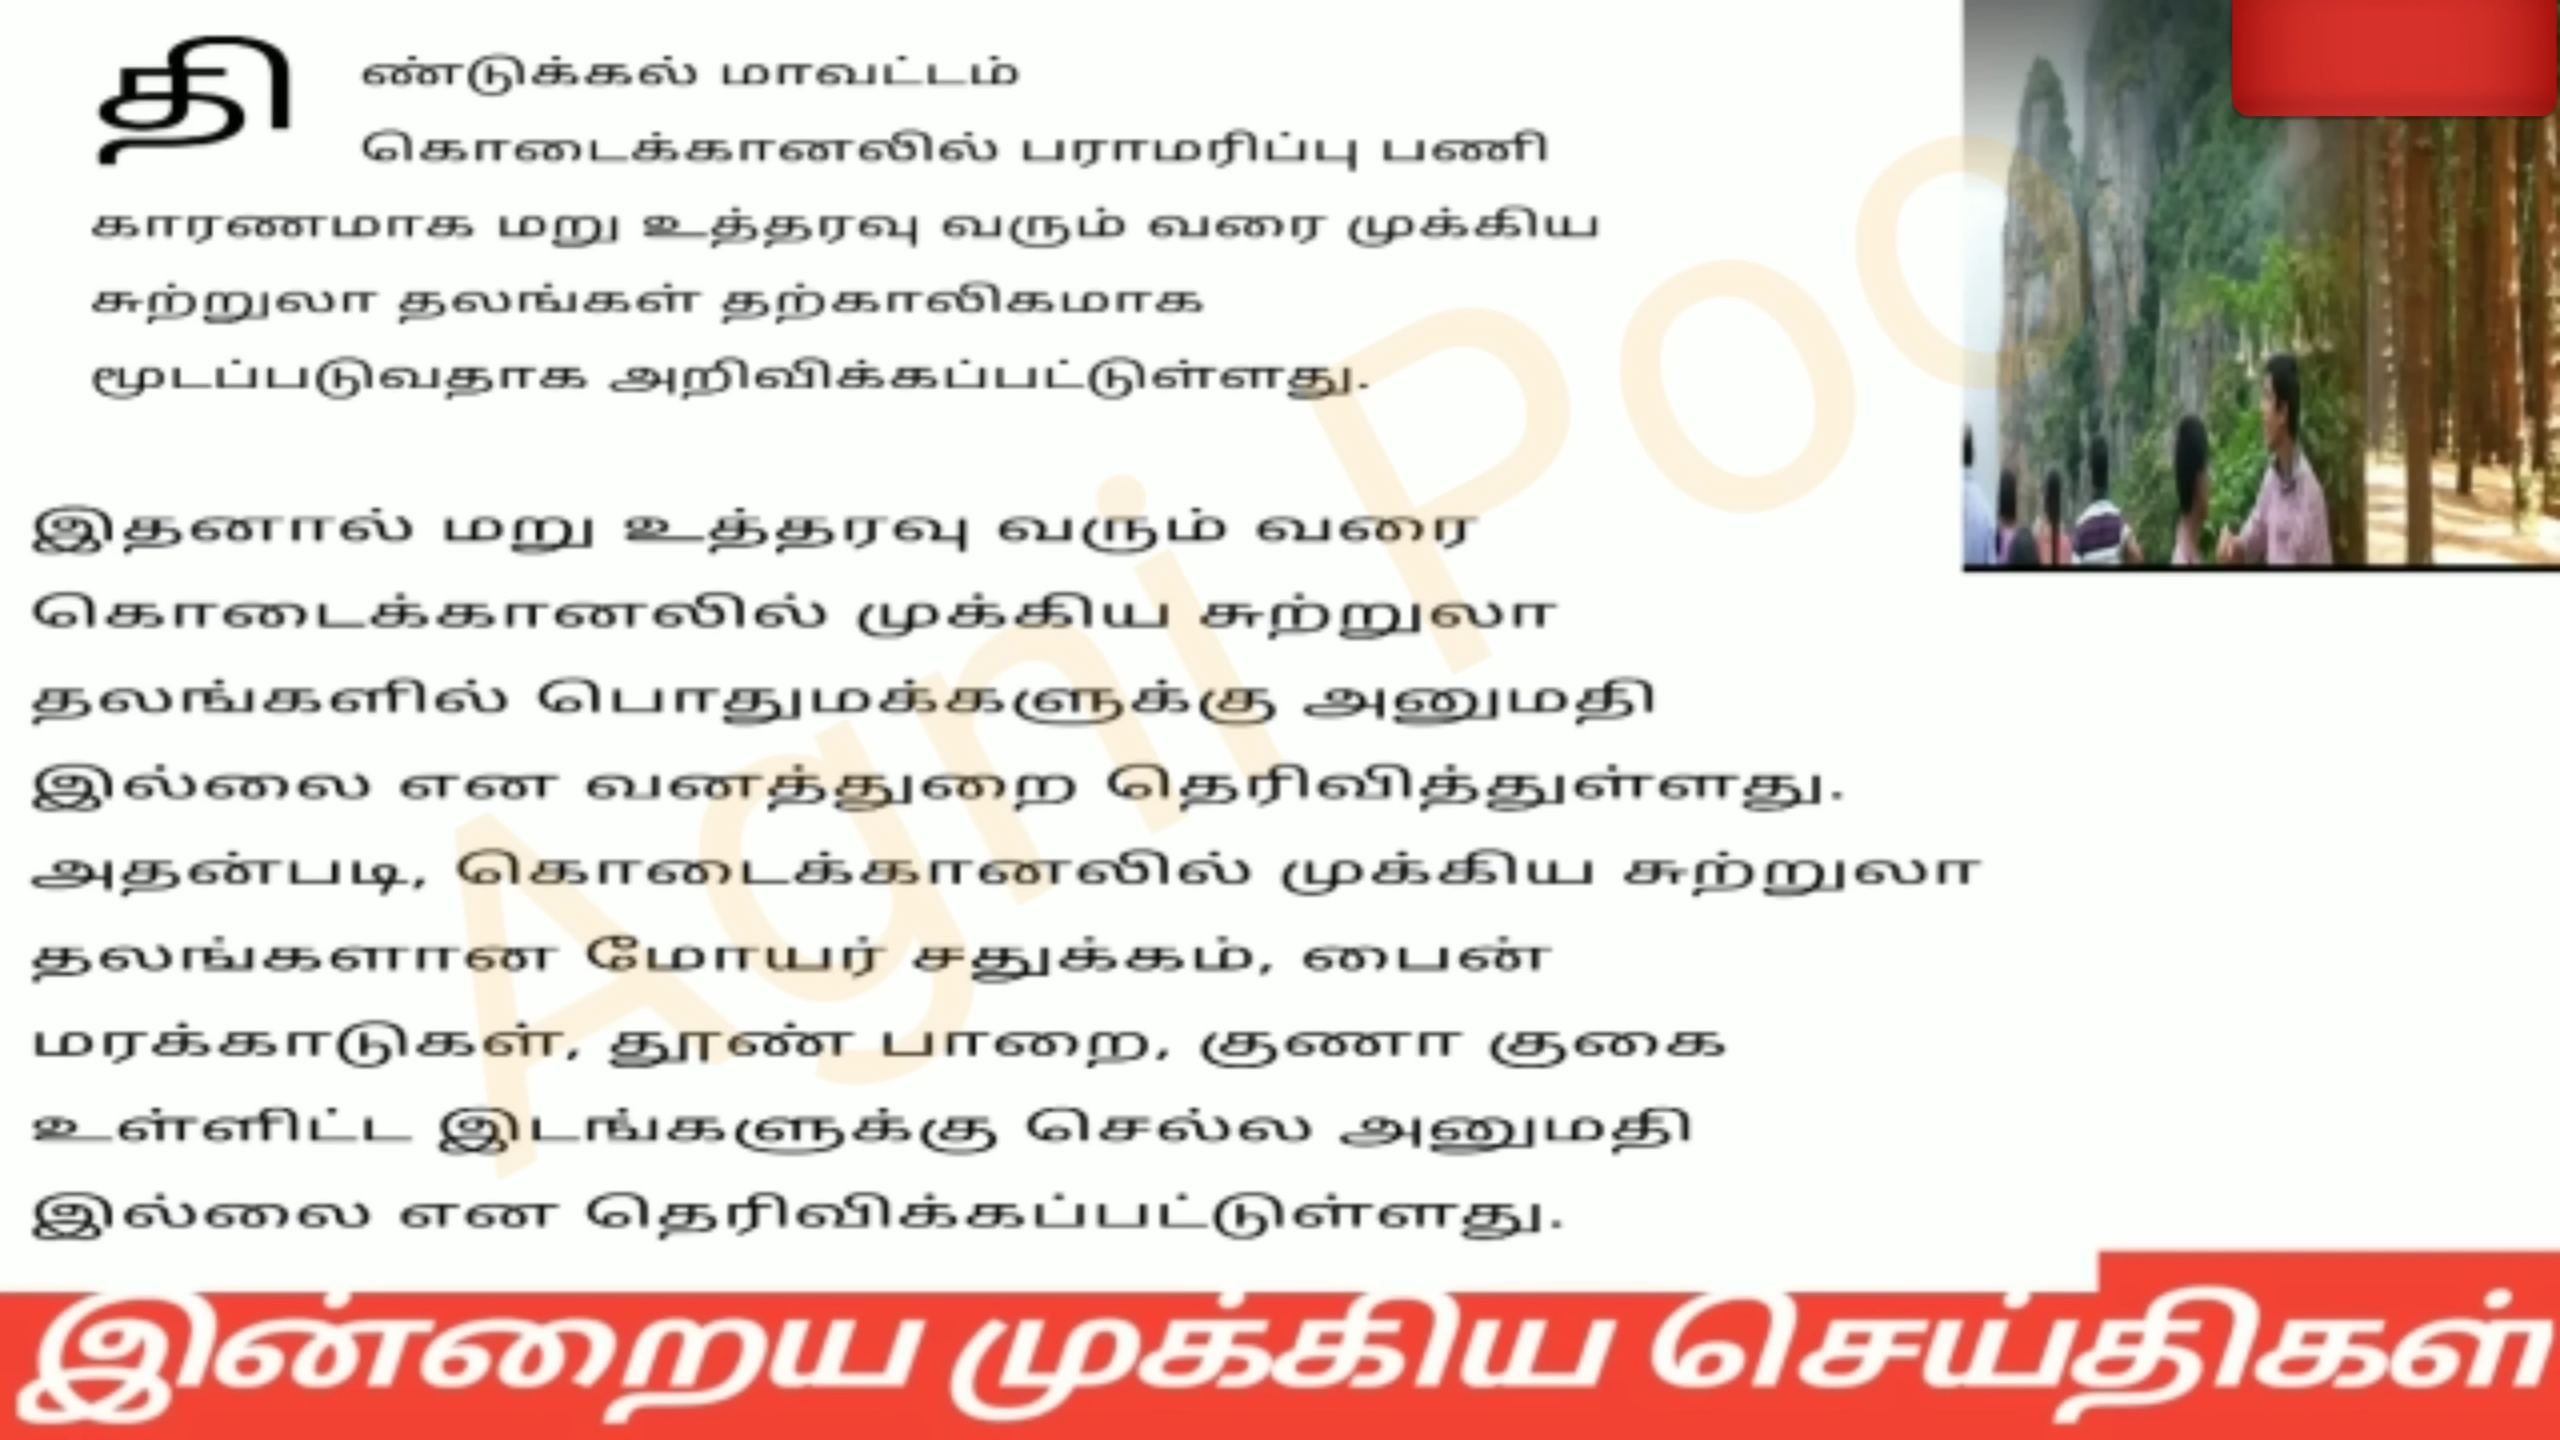 திண்டுக்கல் மாவட்டம்
கொடைக்கானலில் பராமரிப்பு பணி
காரணமாக மறு உத்தரவு வரும் வரை முக்கிய
சுற்றுலா தலங்கள் தற்காலிகமாக
மூடப்படுவதாக அறிவிக்கப்பட்டுள்ளது.
இதனால் மறு உத்தரவு வரும் வரை
கொடைக்கானலில் முக்கிய சுற்றுலா
தலங்களில் பொதுமக்களுக்கு அனுமதி
இல்லை என வனத்துறை தெரிவித்துள்ளது.
அதன்படி, கொடைக்கானலில் முக்கிய சுற்றுலா
தலங்களான மோயர் சதுக்கம், பைன்
மரக்காடுகள், தூண் பாறை, குணா குகை
உள்ளிட்ட இடங்களுக்கு செல்ல அனுமதி
இல்லை என தெரிவிக்கப்பட்டுள்ளது.
இன்றைய முக்கிய செய்திகள்
Agni Poo